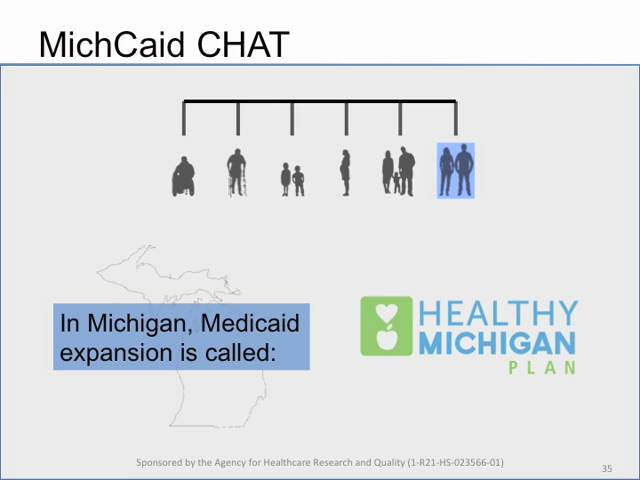 MichCaid CHAT
In Michigan, Medicaid
expansion is called:
HEALTHY
MICHIGAN
PLAN
Sponsored by the Agency for Healthcare Research and Quality (1-R21-HS-023566-01)
35